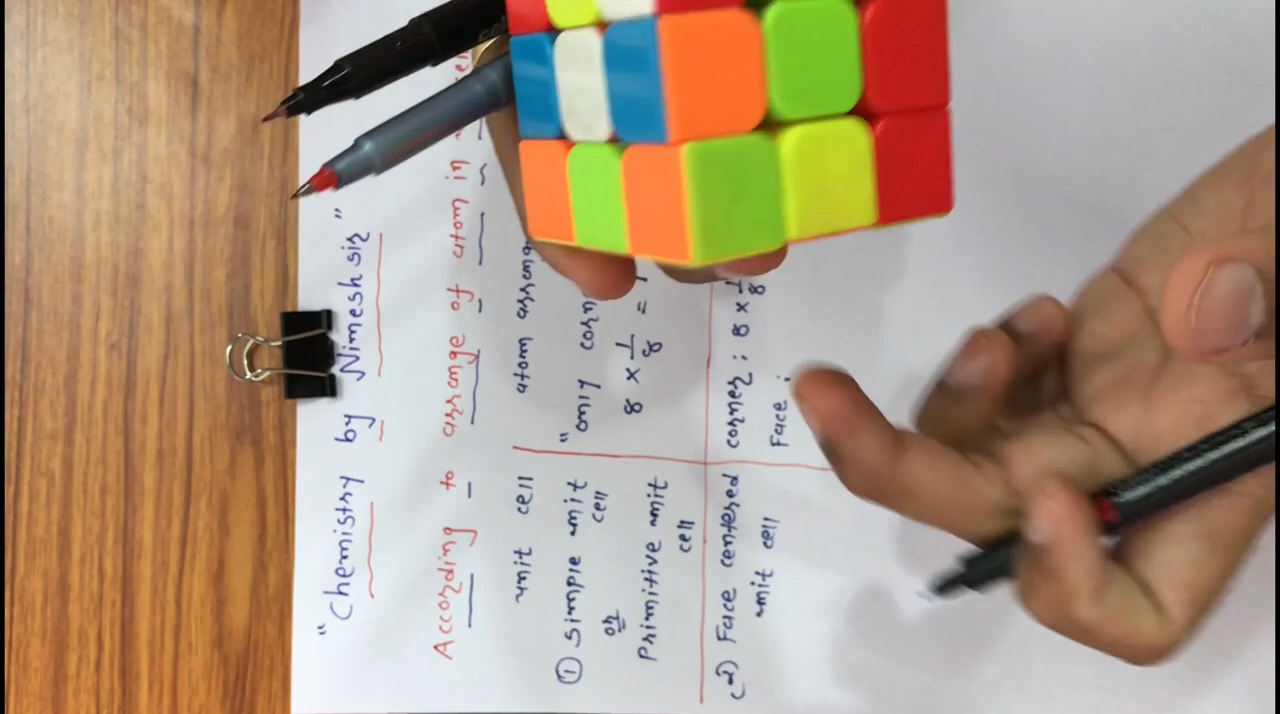 "Chemistry by Nimesh sir"
According to arrange of atom in
unit cell
atom arrang
① Simple unit cell
or
Primitive unit cell
"only corn
8 × 1/8 = 1
(2) Face centered unit cell
corner : 8 × 1/8
Face :